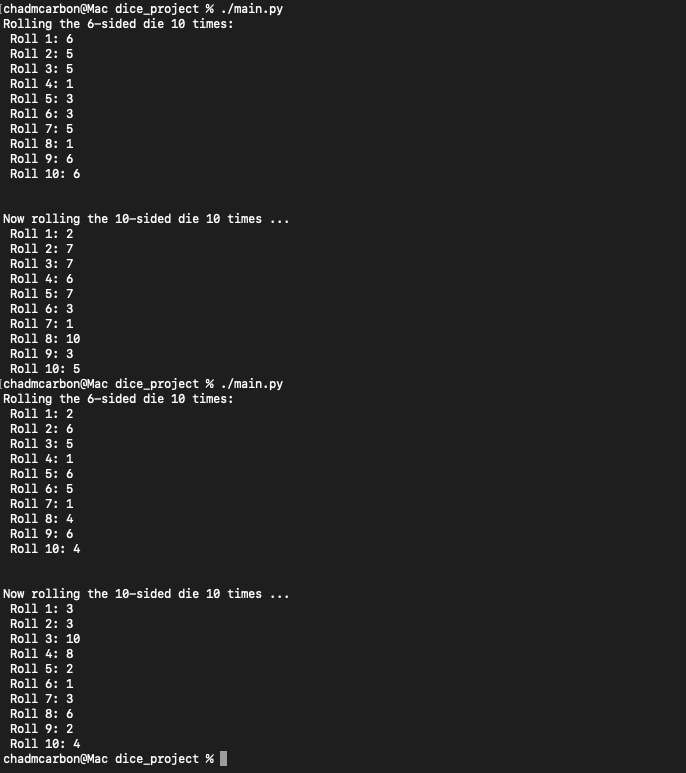 [chadmcarbon@Mac dice_project % ./main.py
Rolling the 6-sided die 10 times:
Roll 1: 6
Roll 2: 5
Roll 3: 5
Roll 4: 1
Roll 5: 3
Roll 6: 3
Roll 7: 5
Roll 8: 1
Roll 9: 6
Roll 10: 6
Now rolling the 10-sided die 10 times ...
Roll 1: 2
Roll 2: 7
Roll 3: 7
Roll 4: 6
Roll 5: 7
Roll 6: 3
Roll 7: 1
Roll 8: 10
Roll 9: 3
Roll 10: 5
[chadmcarbon@Mac dice_project % ./main.py
Rolling the 6-sided die 10 times:
Roll 1: 2
Roll 2: 6
Roll 3: 5
Roll 4: 1
Roll 5: 6
Roll 6: 5
Roll 7: 1
Roll 8: 4
Roll 9: 6
Roll 10: 4
Now rolling the 10-sided die 10 times ...
Roll 1: 3
Roll 2: 3
Roll 3: 10
Roll 4: 8
Roll 5: 2
Roll 6: 1
Roll 7: 3
Roll 8: 6
Roll 9: 2
Roll 10: 4
chadmcarbon@Mac dice_project %